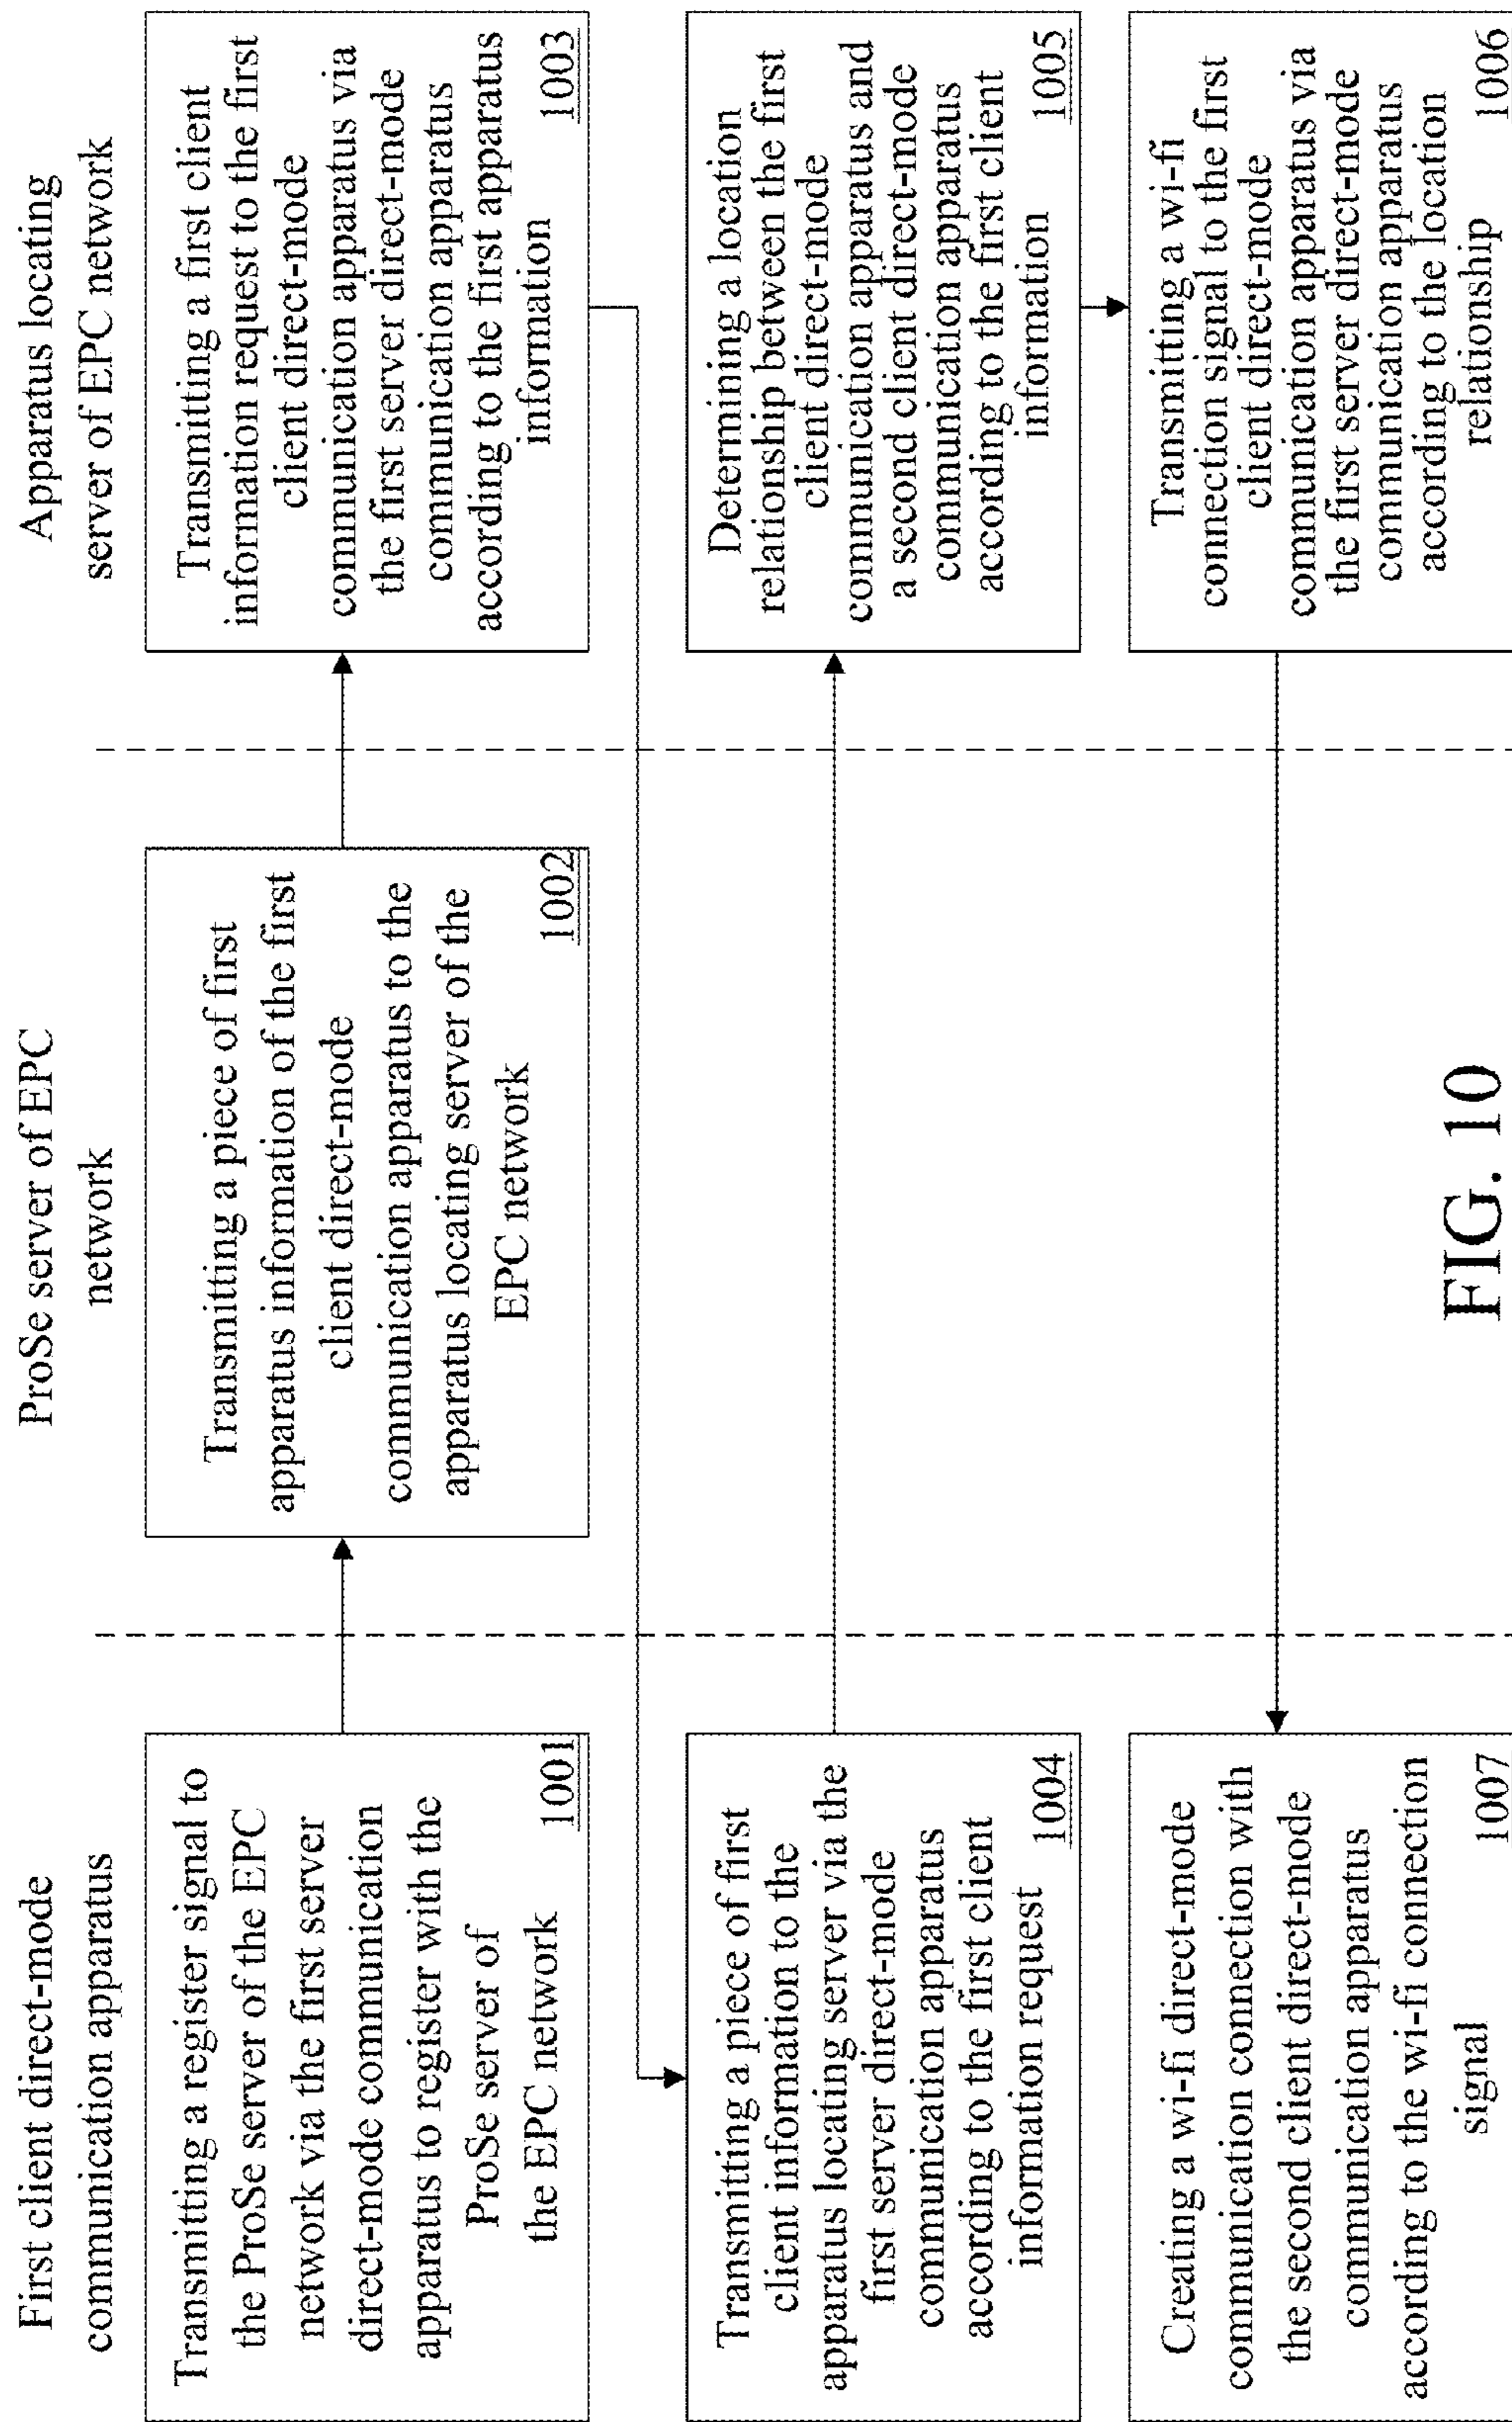 First client direct-mode
communication apparatus
ProSe server of EPC
network
Apparatus locating
server of EPC network
Transmitting a register signal to
the ProSe server of the EPC
network via the first server
direct-mode communication
apparatus to register with the
ProSe server of
the EPC network
1001
Transmitting a piece of first
apparatus information of the first
client direct-mode
communication apparatus to the
apparatus locating server of the
EPC network
1002
Transmitting a first client
information request to the first
client direct-mode
communication apparatus via
the first server direct-mode
communication apparatus
according to the first apparatus
information
1003
Transmitting a piece of first
client information to the
apparatus locating server via the
first server direct-mode
communication apparatus
according to the first client
information request
1004
Determining a location
relationship between the first
client direct-mode
communication apparatus and
a second client direct-mode
communication apparatus
according to the first client
information
1005
Transmitting a wi-fi
connection signal to the first
client direct-mode
communication apparatus via
the first server direct-mode
communication apparatus
according to the location
relationship
1006
Creating a wi-fi direct-mode
communication connection with
the second client direct-mode
communication apparatus
according to the wi-fi connection
signal
1007
FIG. 10